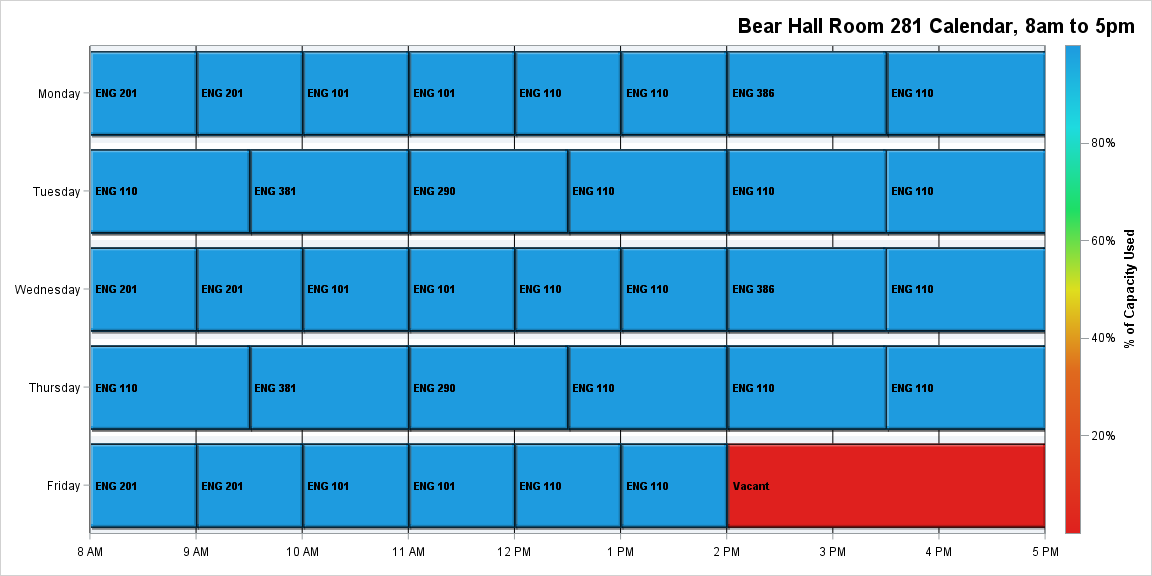 Bear Hall Room 281 Calendar, 8am to 5pm
Monday
ENG 201 ENG 201 ENG 101 ENG 101 ENG 110 ENG 110 ENG 386 ENG 110
Tuesday
ENG 110 ENG 381 ENG 290 ENG 110 ENG 110 ENG 110
Wednesday
ENG 201 ENG 201 ENG 101 ENG 101 ENG 110 ENG 110 ENG 386 ENG 110
Thursday
ENG 110 ENG 381 ENG 290 ENG 110 ENG 110 ENG 110
Friday
ENG 201 ENG 201 ENG 101 ENG 101 ENG 110 ENG 110 Vacant
8 AM 9 AM 10 AM 11 AM 12 PM 1 PM 2 PM 3 PM 4 PM 5 PM
80%
60%
40%
20%
% of Capacity Used